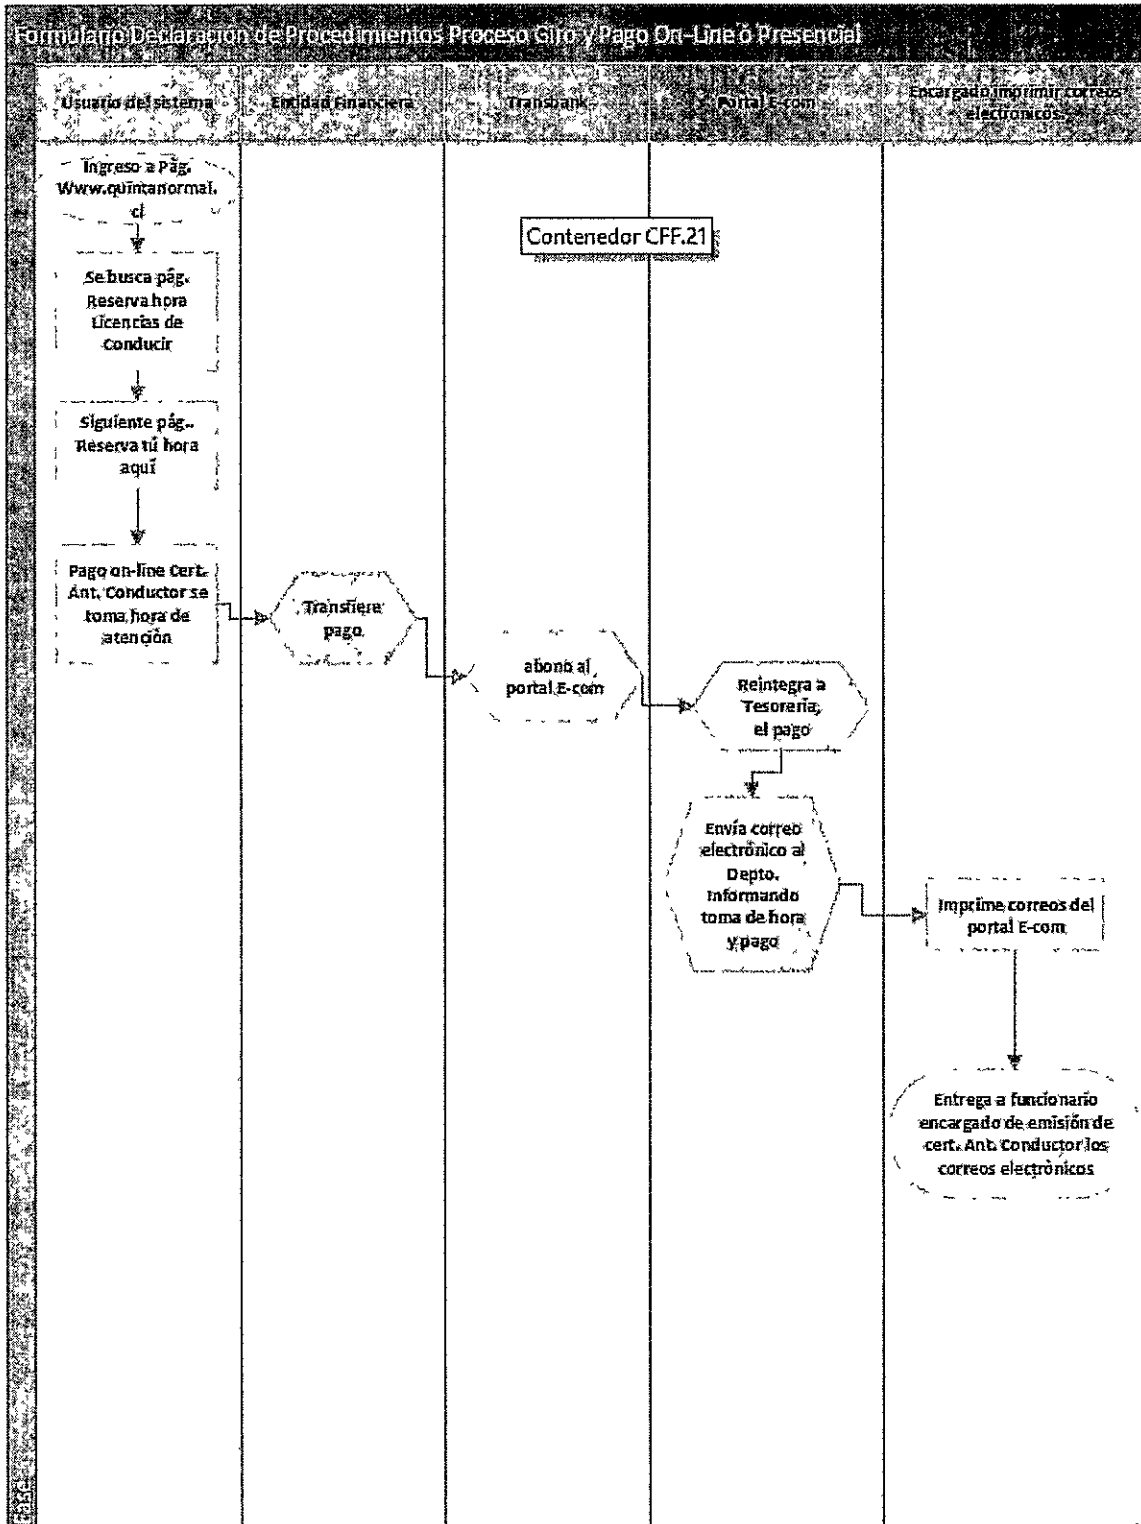 Formulario Declaración de Procedimientos Proceso Giro y Pago On-Line ó Presencial
Usuario del sistema
Entidad Financiera
Transbank
Portal E-com
Encargado imprimir correos
electrónicos.
Ingreso a Pág.
Www.quintanormal.
cl
Contenedor CFF.21
Se busca pág.
Reserva hora
Licencias de
Conducir
Siguiente pág..
Reserva tú hora
aquí
Pago on-line Cert.
Ant. Conductor se
toma hora de
atención
Transfiere
pago.
abono al
portal E-com
Reintegra a
Tesorería,
el pago
Envía correo
electrónico al
Depto.
Informando
toma de hora
y pago
Imprime correos del
portal E-com
Entrega a funcionario
encargado de emisión de
cert. Ant. Conductor los
correos electrónicos
Fase